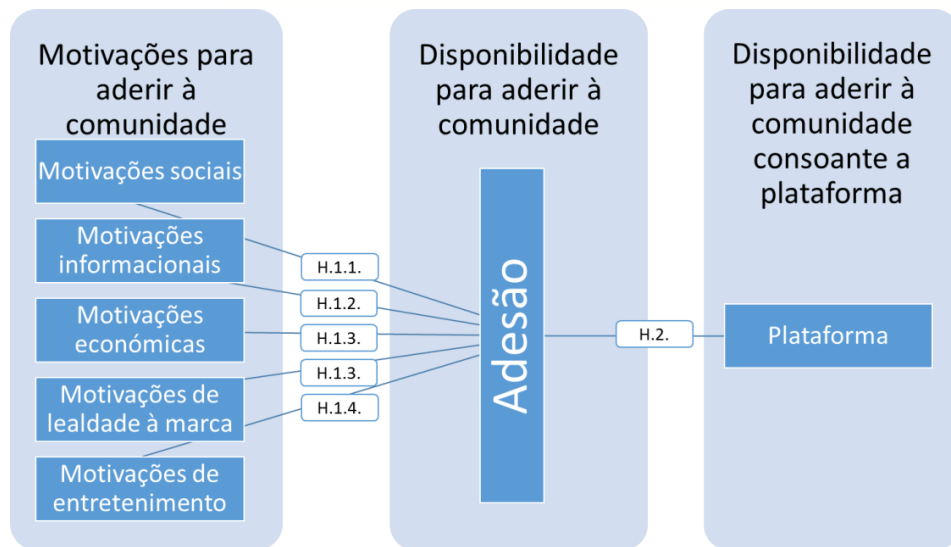 Motivações para
aderir à
comunidade
Motivações sociais
Motivações
informacionais
Motivações
económicas
Motivações de
lealdade à marca
Motivações de
entretenimento
H.1.1.
H.1.2.
H.1.3.
H.1.3.
H.1.4.
Disponibilidade
para aderir à
comunidade
Adesão
H.2.
Disponibilidade
para aderir à
comunidade
consoante a
plataforma
Plataforma